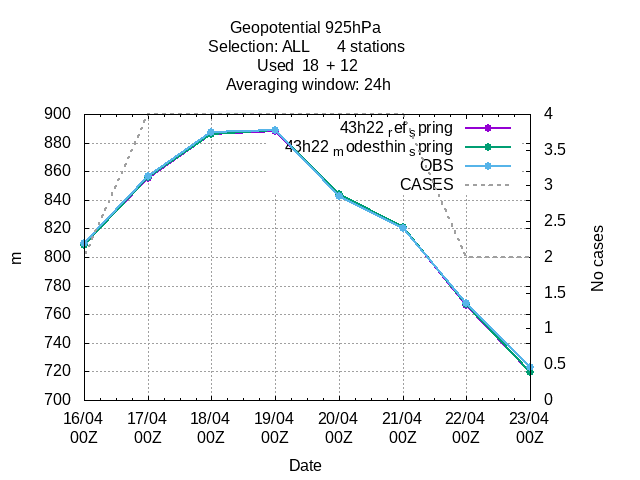 Geopotential 925hPa
Selection: ALL 4 stations
Used 18 + 12
Averaging window: 24h
43h22 refspring
43h22 modesthin spring
OBS
CASES
900
880
860
840
820
800
780
760
740
720
700
m
4
3.5
3
2.5
2
1.5
1
0.5
0
No cases
16/04 17/04 18/04 19/04 20/04 21/04 22/04 23/04
00Z 00Z 00Z 00Z 00Z 00Z 00Z 00Z
Date